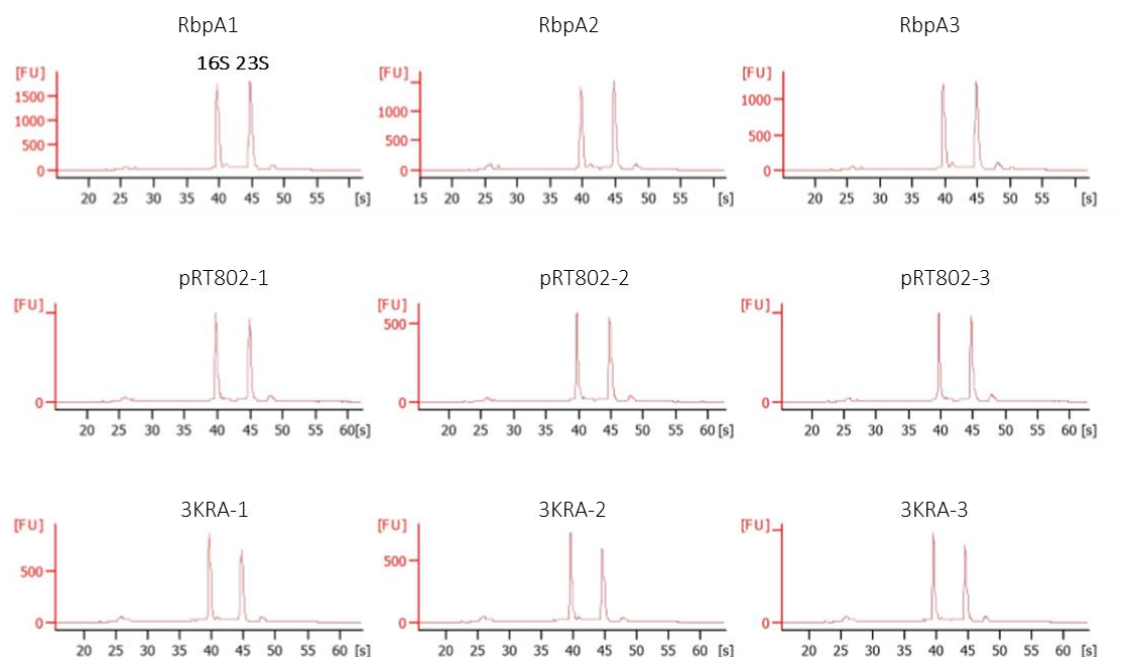 RbpA1 RbpA2 RbpA3
16S 23S
[FU] [FU] [FU]
1500
1000 1000 1000
500 500 500
0 0 0
20 25 30 35 40 45 50 55 [s] 15 20 25 30 35 40 45 50 55 [s] 20 25 30 35 40 45 50 55 [s]
pRT802-1 pRT802-2 pRT802-3
[FU] [FU] [FU]
500
0 0 0
20 25 30 35 40 45 50 55 60[s] 20 25 30 35 40 45 50 55 60 [s] 20 25 30 35 40 45 50 55 60 [s]
3KRA-1 3KRA-2 3KRA-3
[FU] [FU] [FU]
500 500
0 0 0
20 25 30 35 40 45 50 55 60 [s] 20 25 30 35 40 45 50 55 60 [s] 20 25 30 35 40 45 50 55 60 [s]